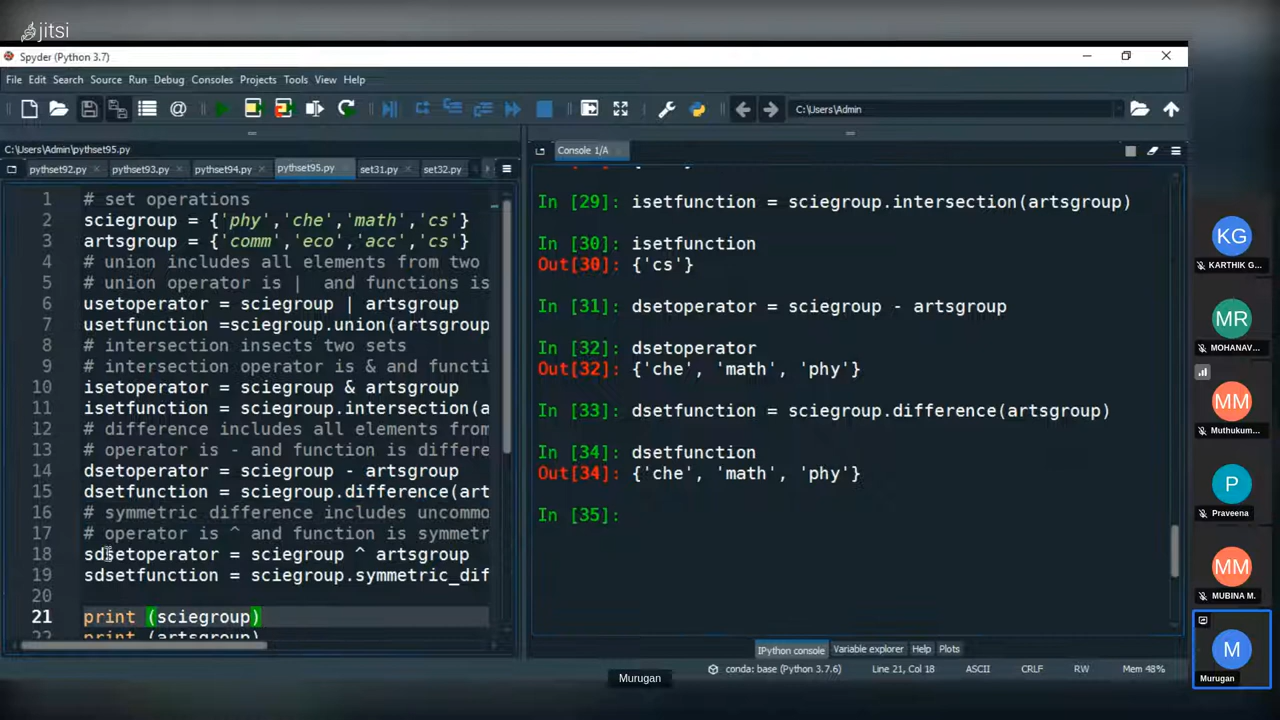 jitsi
Spyder (Python 3.7)
File Edit Search Source Run Debug Consoles Projects Tools View Help
C:\Users\Admin
C:\Users\Admin\pythset95.py
pythset92.py pythset93.py pythset94.py pythset95.py set31.py set32.py
Console 1/A
1 # set operations
2 sciegroup = {'phy','che','math','cs'}
3 artsgroup = {'comm','eco','acc','cs'}
4 # union includes all elements from two
5 # union operator is | and functions is
6 usetoperator = sciegroup | artsgroup
7 usetfunction =sciegroup.union(artsgroup
8 # intersection insects two sets
9 # intersection operator is & and functi
10 isetoperator = sciegroup & artsgroup
11 isetfunction = sciegroup.intersection(a
12 # difference includes all elements from
13 # operator is - and function is differe
14 dsetoperator = sciegroup - artsgroup
15 dsetfunction = sciegroup.difference(art
16 # symmetric difference includes uncommo
17 # operator is ^ and function is symmetr
18 sdsetoperator = sciegroup ^ artsgroup
19 sdsetfunction = sciegroup.symmetric_dif
20
21 print (sciegroup)
22 print (artsgroup)
In [29]: isetfunction = sciegroup.intersection(artsgroup)
In [30]: isetfunction
Out[30]: {'cs'}
In [31]: dsetoperator = sciegroup - artsgroup
In [32]: dsetoperator
Out[32]: {'che', 'math', 'phy'}
In [33]: dsetfunction = sciegroup.difference(artsgroup)
In [34]: dsetfunction
Out[34]: {'che', 'math', 'phy'}
In [35]:
IPython console Variable explorer Help Plots
conda: base (Python 3.7.6) Line 21, Col 18 ASCII CRLF RW Mem 48%
Murugan
KG
KARTHIK G...
MR
MOHANAV...
MM
Muthukum...
P
Praveena
MM
MUBINA M.
M
Murugan